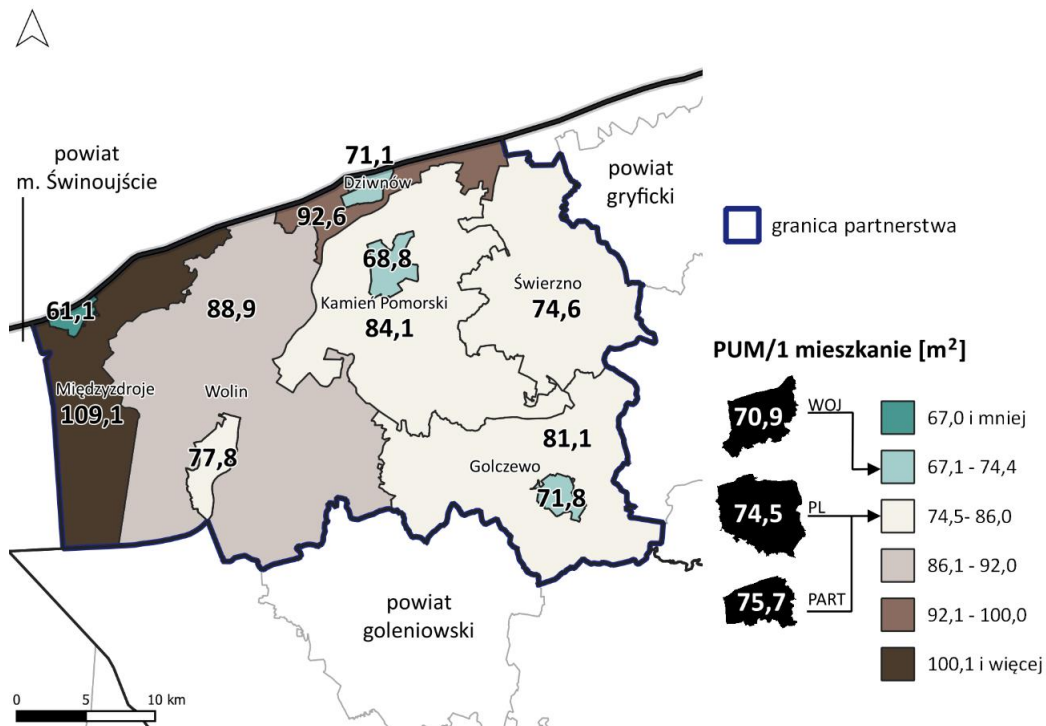 powiat
m. Świnoujście
71,1
Dziwnów
powiat
gryficki
92,6
granica partnerstwa
68,8
61,1
88,9
Kamień Pomorski
84,1
Świerzno
74,6
PUM/1 mieszkanie [m²]
Międzyzdroje
109,1
Wolin
77,8
81,1
Golczewo
71,8
70,9
WOJ
74,5
PL
75,7
PART
67,0 i mniej
67,1 - 74,4
74,5- 86,0
86,1 - 92,0
92,1 - 100,0
100,1 i więcej
powiat
goleniowski
0 5 10 km